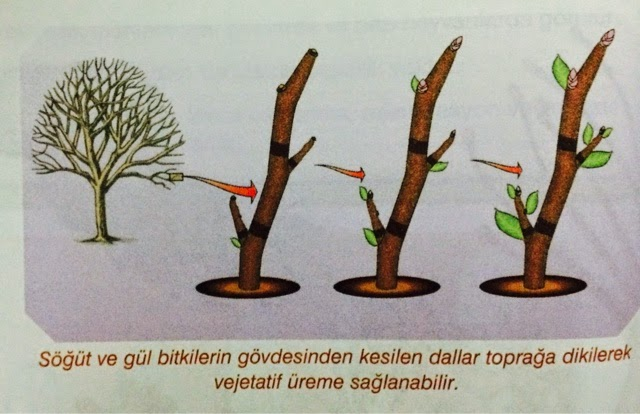 Söğüt ve gül bitkilerin gövdesinden kesilen dallar toprağa dikilerek
vejetatif üreme sağlanabilir.